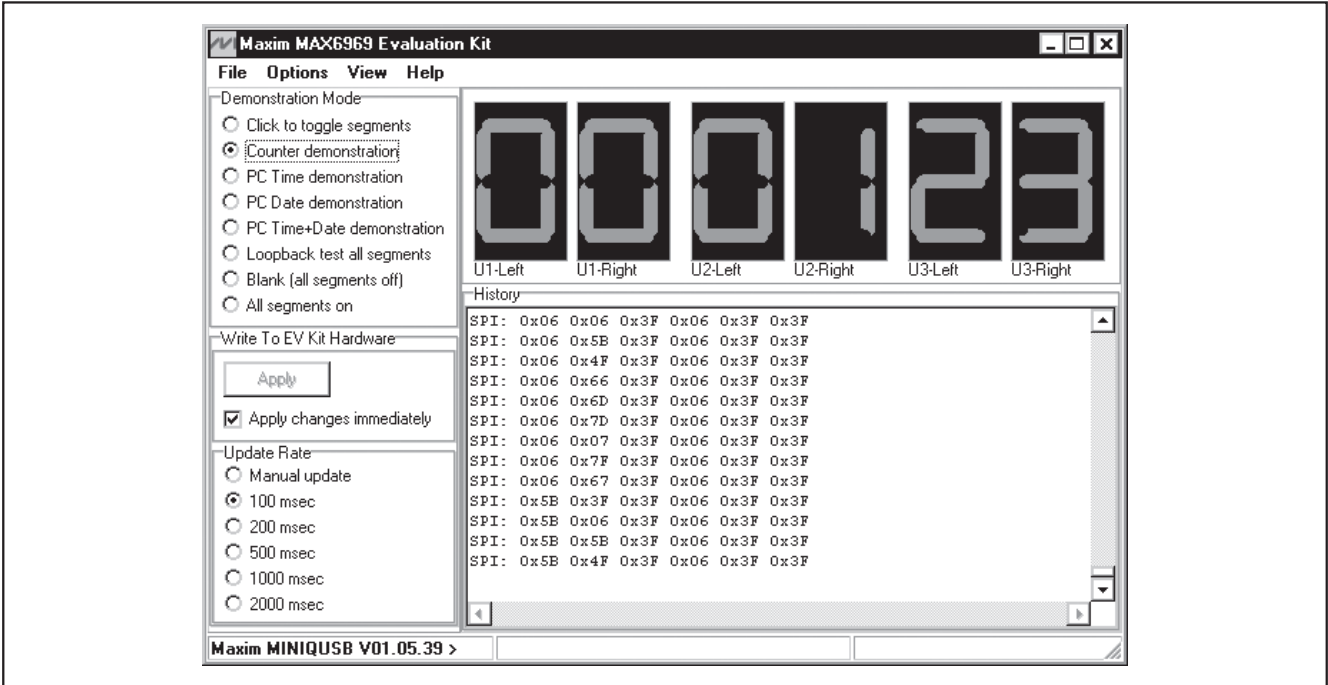 Maxim MAX6969 Evaluation Kit
File Options View Help
Demonstration Mode
Click to toggle segments
Counter demonstration
PC Time demonstration
PC Date demonstration
PC Time+Date demonstration
Loopback test all segments
Blank (all segments off)
All segments on
Write To EV Kit Hardware
Apply
Apply changes immediately
Update Rate
Manual update
100 msec
200 msec
500 msec
1000 msec
2000 msec
000123
U1-Left U1-Right U2-Left U2-Right U3-Left U3-Right
History
SPI: 0x06 0x06 0x3F 0x06 0x3F 0x3F
SPI: 0x06 0x5B 0x3F 0x06 0x3F 0x3F
SPI: 0x06 0x4F 0x3F 0x06 0x3F 0x3F
SPI: 0x06 0x66 0x3F 0x06 0x3F 0x3F
SPI: 0x06 0x6D 0x3F 0x06 0x3F 0x3F
SPI: 0x06 0x7D 0x3F 0x06 0x3F 0x3F
SPI: 0x06 0x07 0x3F 0x06 0x3F 0x3F
SPI: 0x06 0x7F 0x3F 0x06 0x3F 0x3F
SPI: 0x06 0x67 0x3F 0x06 0x3F 0x3F
SPI: 0x5B 0x3F 0x3F 0x06 0x3F 0x3F
SPI: 0x5B 0x06 0x3F 0x06 0x3F 0x3F
SPI: 0x5B 0x5B 0x3F 0x06 0x3F 0x3F
SPI: 0x5B 0x4F 0x3F 0x06 0x3F 0x3F
Maxim MINIQUSB V01.05.39 >